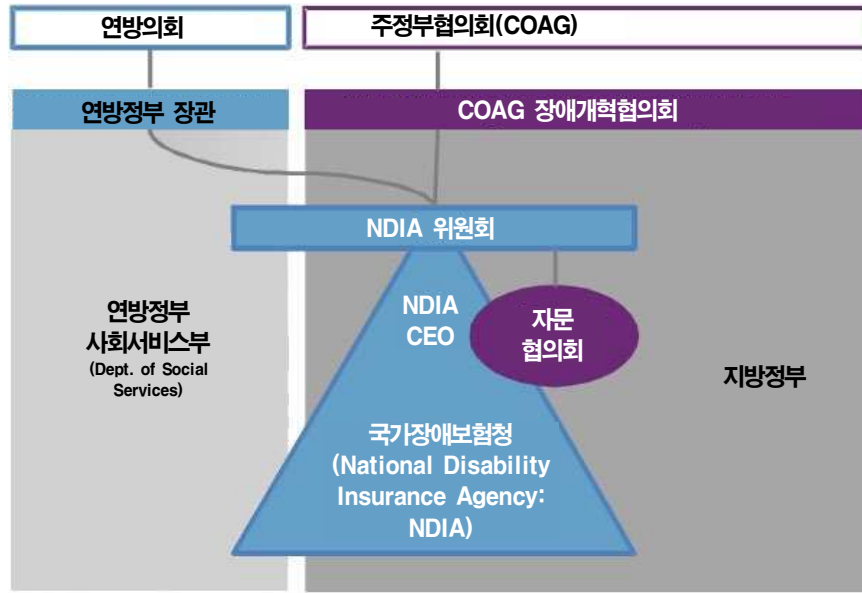 연방의회
주정부협의회(COAG)
연방정부 장관
COAG 장애개혁협의회
NDIA 위원회
연방정부
사회서비스부
(Dept. of Social
Services)
NDIA
CEO
자문
협의회
지방정부
국가장애보험청
(National Disability
Insurance Agency:
NDIA)